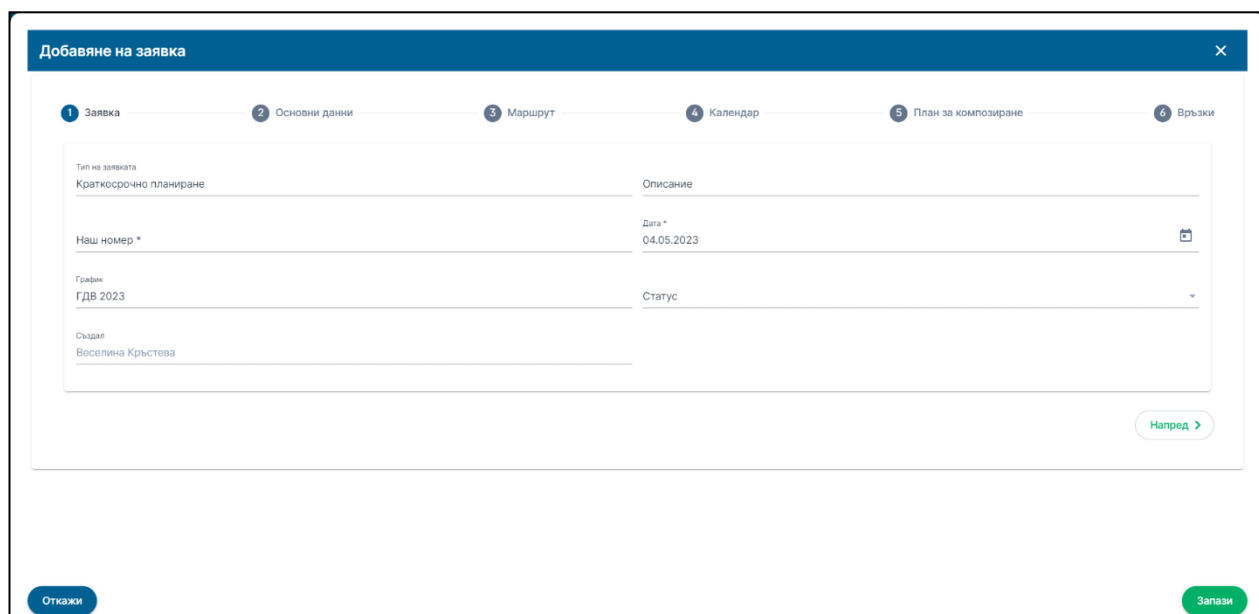 Добавяне на заявка
1 Заявка 2 Основни данни 3 Маршрут 4 Календар 5 План за композиране 6 Връзки
Тип на заявката
Краткосрочно планиране Описание
Наш номер *
Дата *
04.05.2023
График
ГДВ 2023 Статус
Създал
Веселина Кръстева
Напред
Откажи Запази